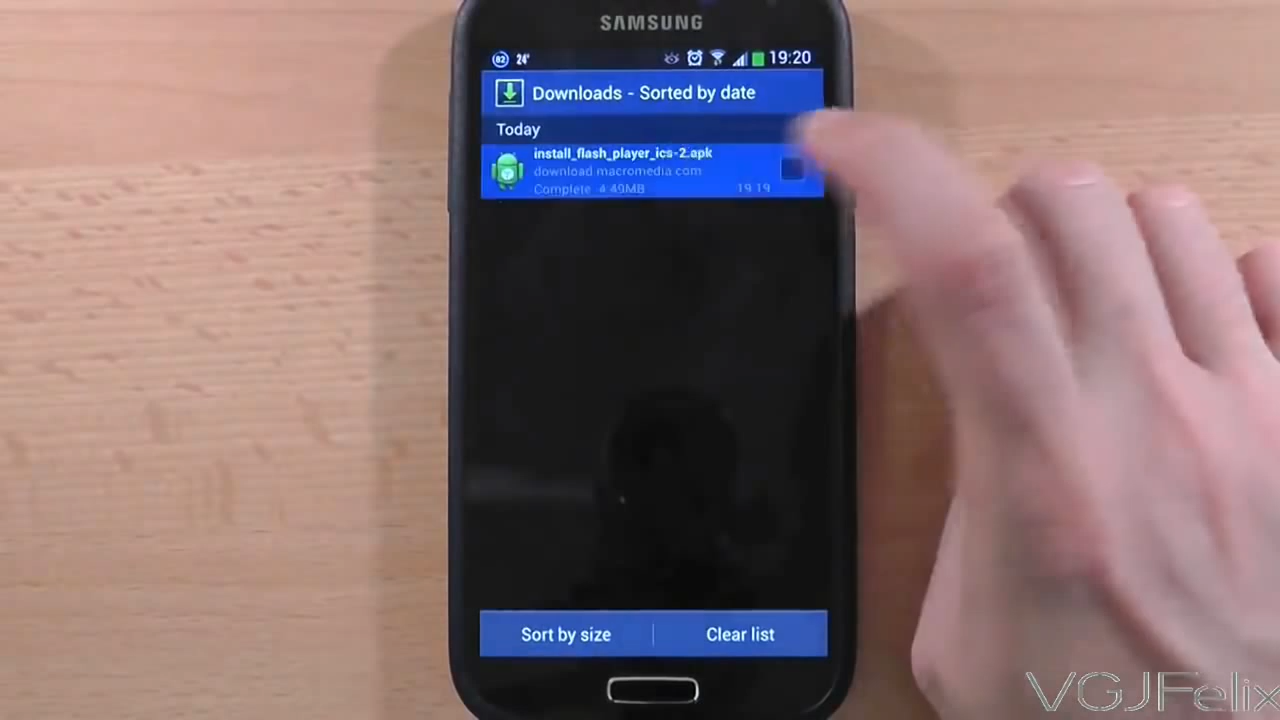 SAMSUNG
82 24° 19:20
Downloads - Sorted by date
Today
install_flash_player_ics-2.apk
download.macromedia.com
Complete 4.49MB 19:19
Sort by size Clear list
VGJFelix